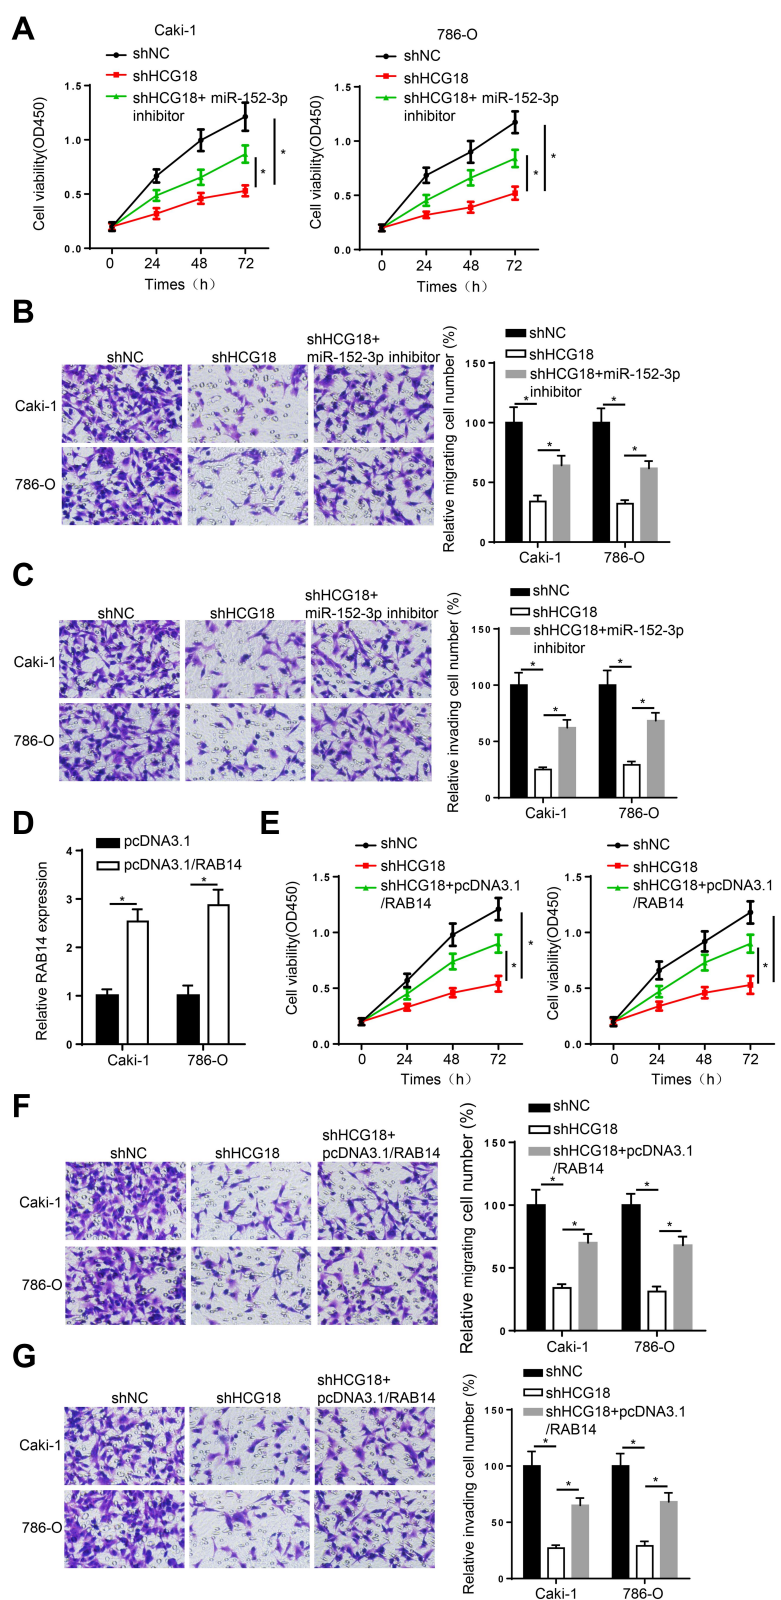 A
Caki-1
shNC
shHCG18
shHCG18+ miR-152-3p
inhibitor
Cell viability(OD450)
1.5
1.0
0.5
0.0
0 24 48 72
Times（h）
*
*
786-O
shNC
shHCG18
shHCG18+ miR-152-3p
inhibitor
Cell viability(OD450)
1.5
1.0
0.5
0.0
0 24 48 72
Times（h）
*
*
B
shNC
shHCG18
shHCG18+
miR-152-3p inhibitor
Caki-1
786-O
shNC
shHCG18
shHCG18+miR-152-3p
inhibitor
Relative migrating cell number (%)
150
100
50
0
* * * *
Caki-1 786-O
C
shNC
shHCG18
shHCG18+
miR-152-3p inhibitor
Caki-1
786-O
shNC
shHCG18
shHCG18+miR-152-3p
inhibitor
Relative invading cell number (%)
150
100
50
0
* * * *
Caki-1 786-O
D
pcDNA3.1
pcDNA3.1/RAB14
Relative RAB14 expression
4
3
2
1
0
* *
Caki-1 786-O
E
shNC
shHCG18
shHCG18+pcDNA3.1
/RAB14
Cell viability(OD450)
1.5
1.0
0.5
0.0
0 24 48 72
Times（h）
*
*
shNC
shHCG18
shHCG18+pcDNA3.1
/RAB14
Cell viability(OD450)
1.5
1.0
0.5
0.0
0 24 48 72
Times（h）
*
*
F
shNC
shHCG18
shHCG18+
pcDNA3.1/RAB14
Caki-1
786-O
shNC
shHCG18
shHCG18+pcDNA3.1
/RAB14
Relative migrating cell number (%)
150
100
50
0
* * * *
Caki-1 786-O
G
shNC
shHCG18
shHCG18+
pcDNA3.1/RAB14
Caki-1
786-O
shNC
shHCG18
shHCG18+pcDNA3.1
/RAB14
Relative invading cell number (%)
150
100
50
0
* * * *
Caki-1 786-O